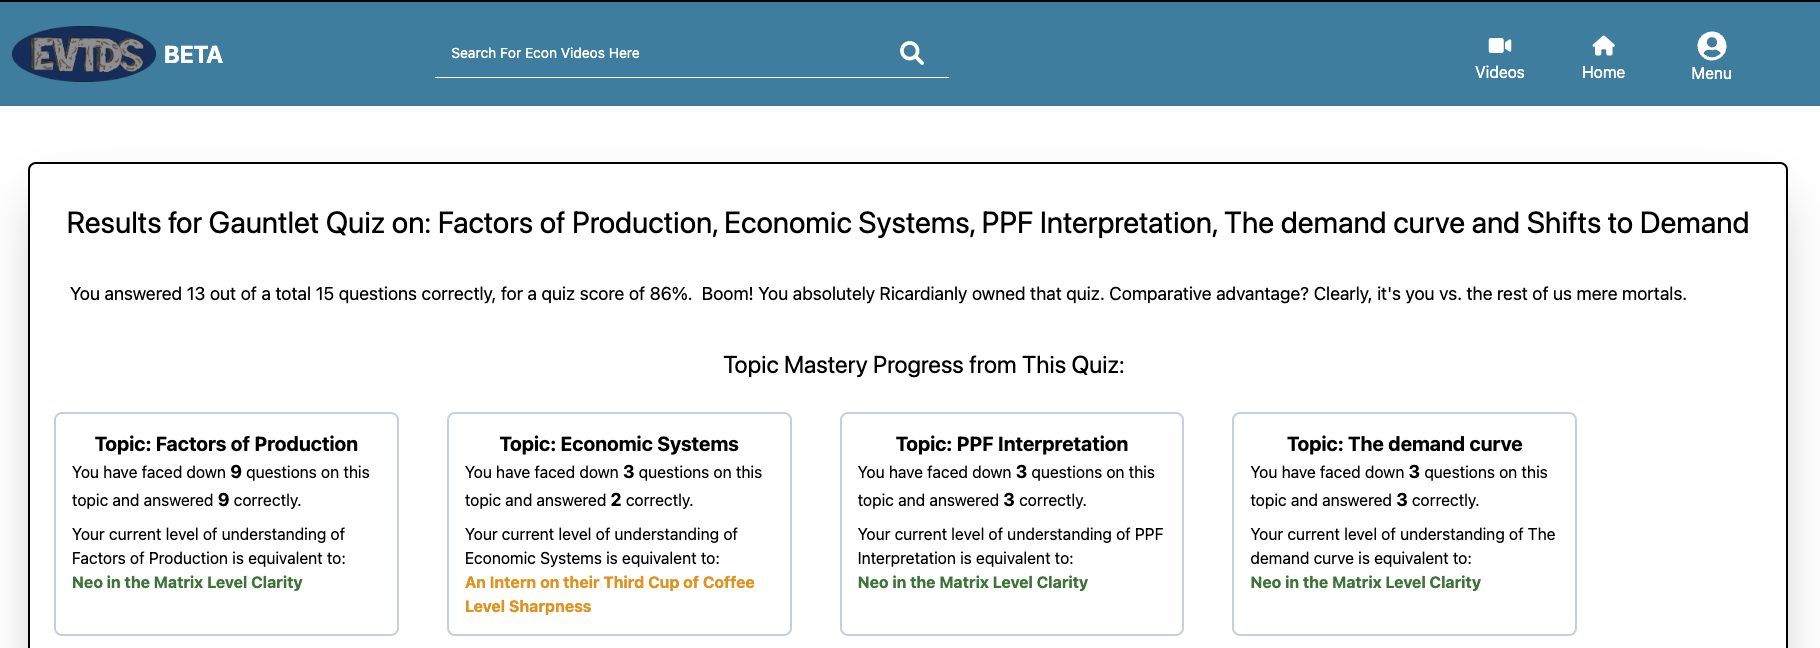 EVTDS BETA
Search For Econ Videos Here
Videos
Home
Menu
Results for Gauntlet Quiz on: Factors of Production, Economic Systems, PPF Interpretation, The demand curve and Shifts to Demand
You answered 13 out of a total 15 questions correctly, for a quiz score of 86%.  Boom! You absolutely Ricardianly owned that quiz. Comparative advantage? Clearly, it's you vs. the rest of us mere mortals.
Topic Mastery Progress from This Quiz:
Topic: Factors of Production
You have faced down 9 questions on this
topic and answered 9 correctly.
Your current level of understanding of
Factors of Production is equivalent to:
Neo in the Matrix Level Clarity
Topic: Economic Systems
You have faced down 3 questions on this
topic and answered 2 correctly.
Your current level of understanding of
Economic Systems is equivalent to:
An Intern on their Third Cup of Coffee
Level Sharpness
Topic: PPF Interpretation
You have faced down 3 questions on this
topic and answered 3 correctly.
Your current level of understanding of PPF
Interpretation is equivalent to:
Neo in the Matrix Level Clarity
Topic: The demand curve
You have faced down 3 questions on this
topic and answered 3 correctly.
Your current level of understanding of The
demand curve is equivalent to:
Neo in the Matrix Level Clarity